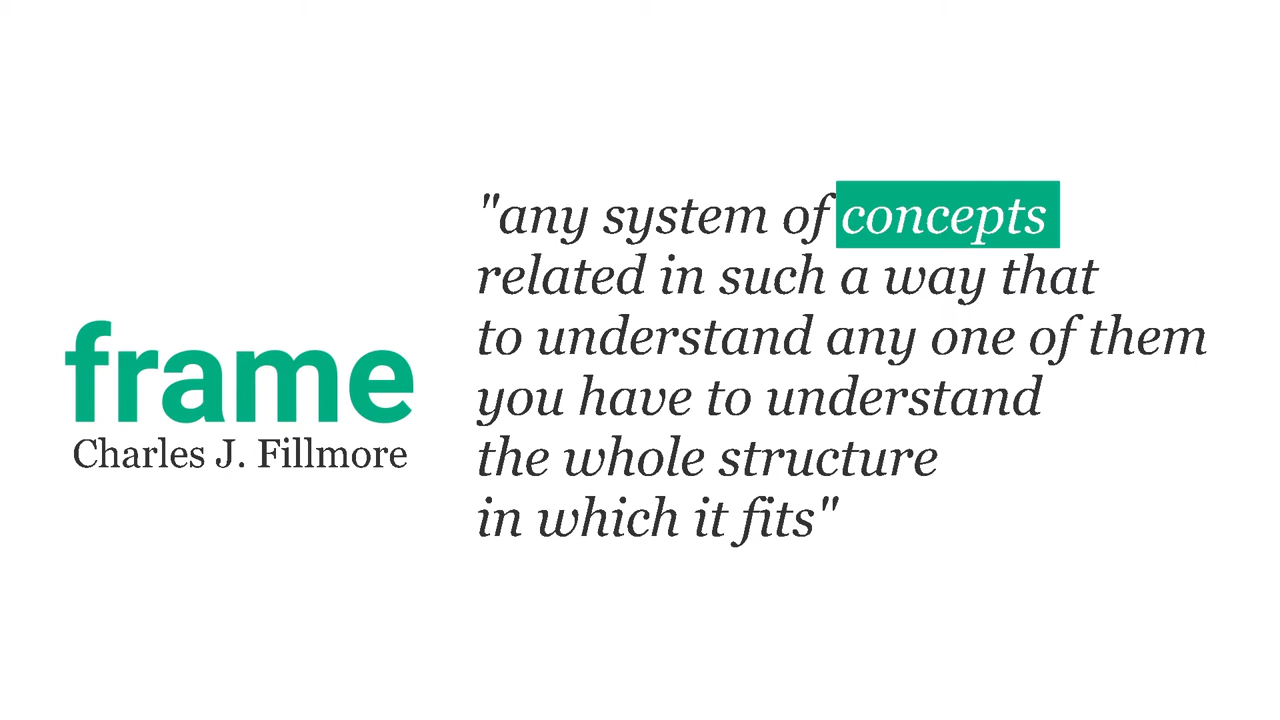 frame
Charles J. Fillmore
"any system of concepts
related in such a way that
to understand any one of them
you have to understand
the whole structure
in which it fits"